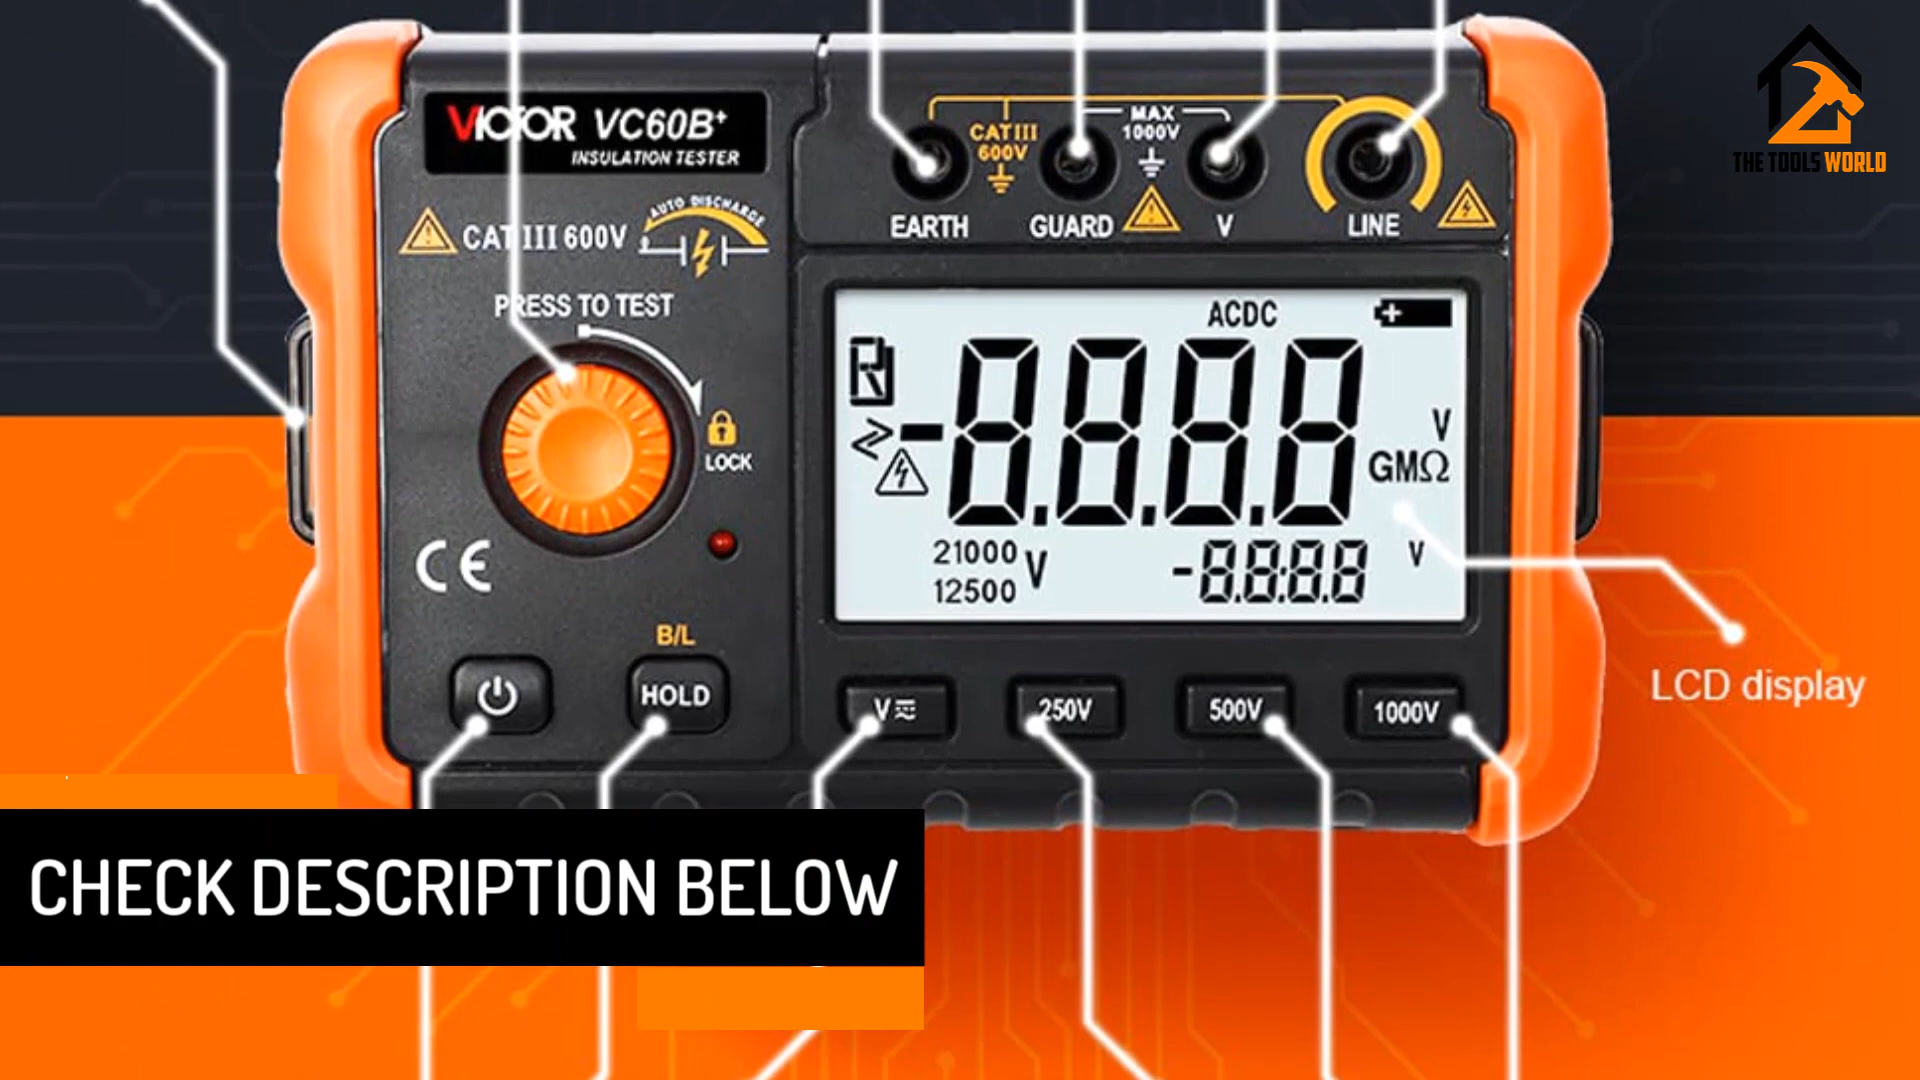 VICTOR VC60B+
INSULATION TESTER
CAT III 600V
AUTO DISCHARGE
PRESS TO TEST
LOCK
CE
B/L
HOLD
CAT III
600V
MAX
1000V
EARTH
GUARD
V
LINE
ACDC
R
-8.8.8.8
V
GMΩ
21000
12500
V
-8.8:8.8
V
V
250V
500V
1000V
LCD display
THE TOOLS WORLD
CHECK DESCRIPTION BELOW